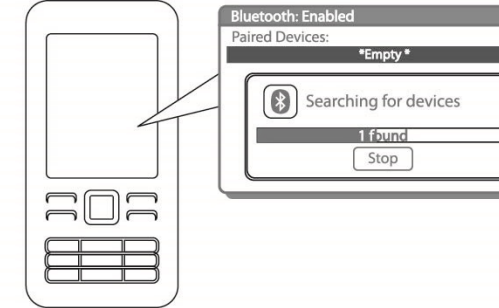 Bluetooth: Enabled
Paired Devices:
*Empty *
Searching for devices
1 found
Stop